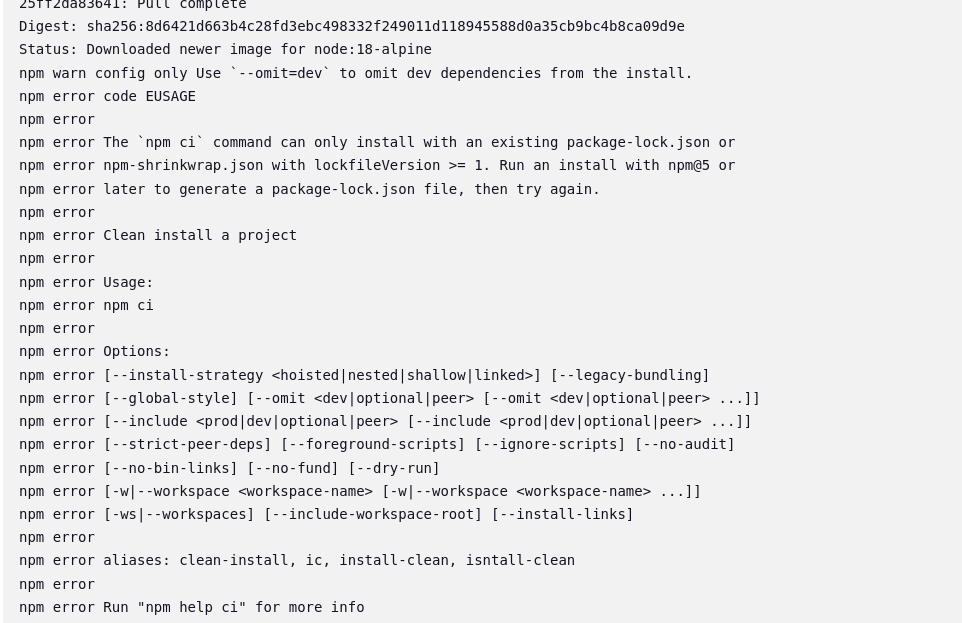 25ff2da83641: Pull complete
Digest: sha256:8d6421d663b4c28fd3ebc498332f249011d118945588d0a35cb9bc4b8ca09d9e
Status: Downloaded newer image for node:18-alpine
npm warn config only Use `--omit=dev` to omit dev dependencies from the install.
npm error code EUSAGE
npm error
npm error The `npm ci` command can only install with an existing package-lock.json or
npm error npm-shrinkwrap.json with lockfileVersion >= 1. Run an install with npm@5 or
npm error later to generate a package-lock.json file, then try again.
npm error
npm error Clean install a project
npm error
npm error Usage:
npm error npm ci
npm error
npm error Options:
npm error [--install-strategy <hoisted|nested|shallow|linked>] [--legacy-bundling]
npm error [--global-style] [--omit <dev|optional|peer> [--omit <dev|optional|peer> ...]]
npm error [--include <prod|dev|optional|peer> [--include <prod|dev|optional|peer> ...]]
npm error [--strict-peer-deps] [--foreground-scripts] [--ignore-scripts] [--no-audit]
npm error [--no-bin-links] [--no-fund] [--dry-run]
npm error [-w|--workspace <workspace-name> [-w|--workspace <workspace-name> ...]]
npm error [-ws|--workspaces] [--include-workspace-root] [--install-links]
npm error
npm error aliases: clean-install, ic, install-clean, isntall-clean
npm error
npm error Run "npm help ci" for more info